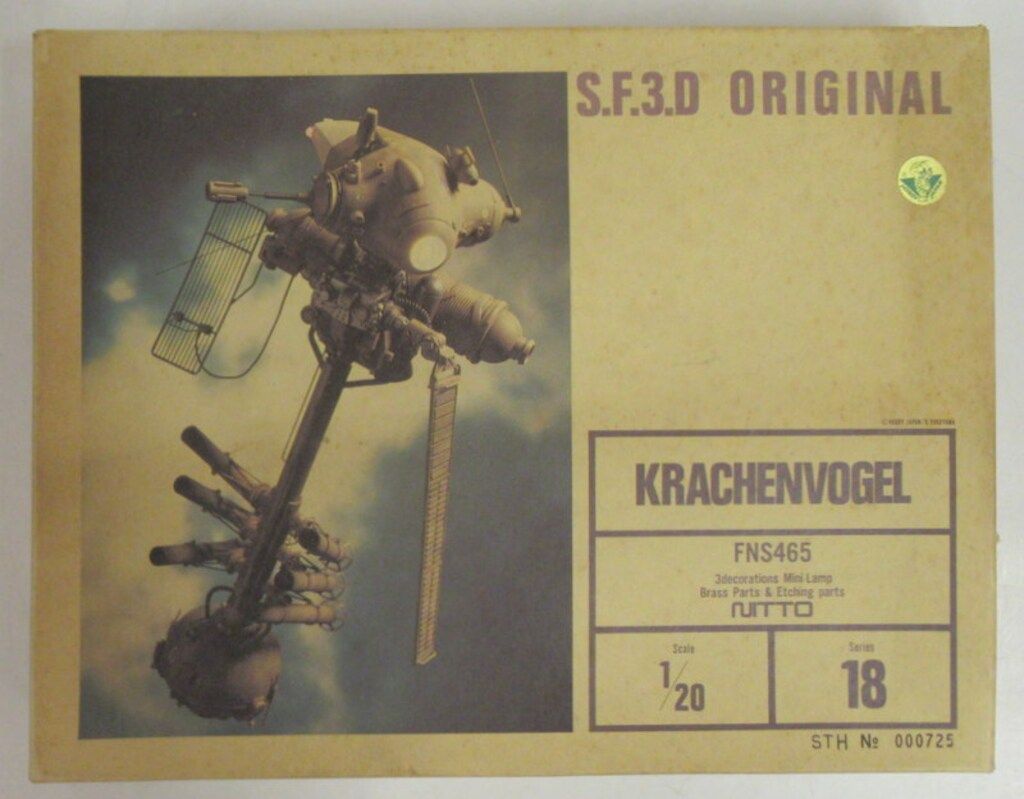 S.F.3.D ORIGINAL
KRACHENVOGEL
FNS465
3decorations Mini Lamp
Brass Parts & Etching parts
NITTO
Scale
1/20
Series
18
STH № 000725